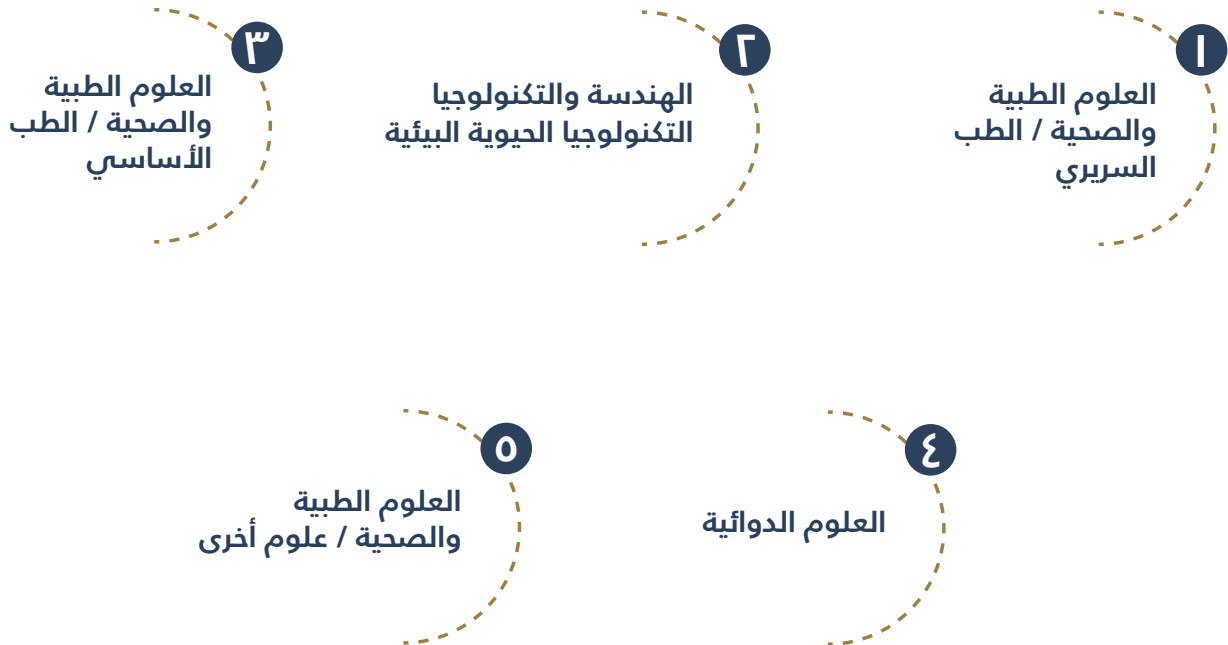 ١
العلوم الطبية
والصحية / الطب
السريري
٢
الهندسة والتكنولوجيا
التكنولوجيا الحيوية البيئية
٣
العلوم الطبية
والصحية / الطب
الأساسي
٤
العلوم الدوائية
٥
العلوم الطبية
والصحية / علوم أخرى